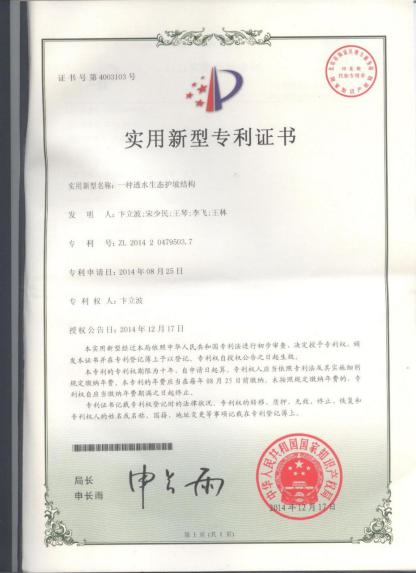 证书号第4003103号
实用新型专利证书
实用新型名称：一种透水生态护坡结构
发 明 人：卞立波;宋少民;王琴;李飞;王林
专 利 号：ZL 2014 2 0479503.7
专利申请日：2014年08月25日
专 利 权 人：卞立波
授权公告日：2014年12月17日
本实用新型经过本局依照中华人民共和国专利法进行初步审查，决定授予专利权，颁
发本证书并在专利登记簿上予以登记。专利权自授权公告之日起生效。
本专利的专利权期限为十年，自申请日起算。专利权人应当依照专利法及其实施细则
规定缴纳年费。本专利的年费应当在每年08月25日前缴纳。未按照规定缴纳年费的，专
利权自应当缴纳年费期满之日起终止。
专利证书记载专利权登记时的法律状况。专利权的转移、质押、无效、终止、恢复和
专利权人的姓名或名称、国籍、地址变更等事项记载在专利登记簿上。
局长
申长雨
申长雨
中华人民共和国国家知识产权局
2014年12月17日
第1页(共1页)